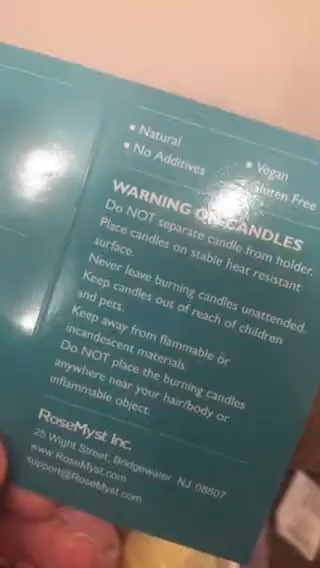 Natural
No Additives
Vegan
Gluten Free
WARNING ON CANDLES
Do NOT separate candle from holder.
Place candles on stable heat resistant
surface.
Never leave burning candles unattended.
Keep candles out of reach of children
and pets.
Keep away from flammable or
incandescent materials.
Do NOT place the burning candles
anywhere near your hair/body or
inflammable object.
RoseMyst Inc.
25 Wight Street, Bridgewater NJ 08807
www.RoseMyst.com
support@RoseMyst.com